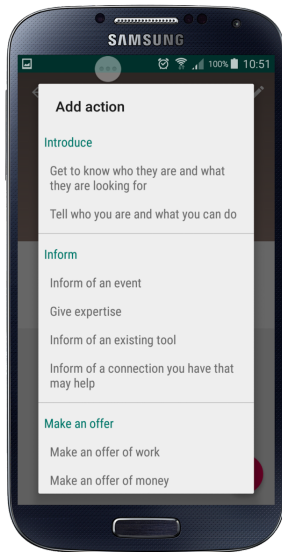 SAMSUNG
100% 10:51
Add action
Introduce
Get to know who they are and what
they are looking for
Tell who you are and what you can do
Inform
Inform of an event
Give expertise
Inform of an existing tool
Inform of a connection you have that
may help
Make an offer
Make an offer of work
Make an offer of money